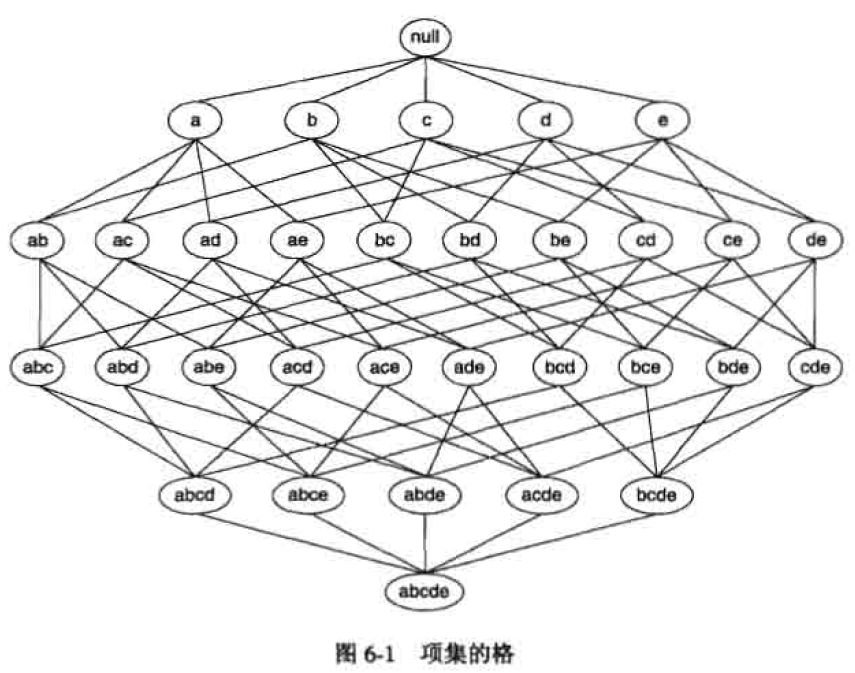 null
a b c d e
ab ac ad ae bc bd be cd ce de
abc abd abe acd ace ade bcd bce bde cde
abcd abce abde acde bcde
abcde
图 6-1 项集的格